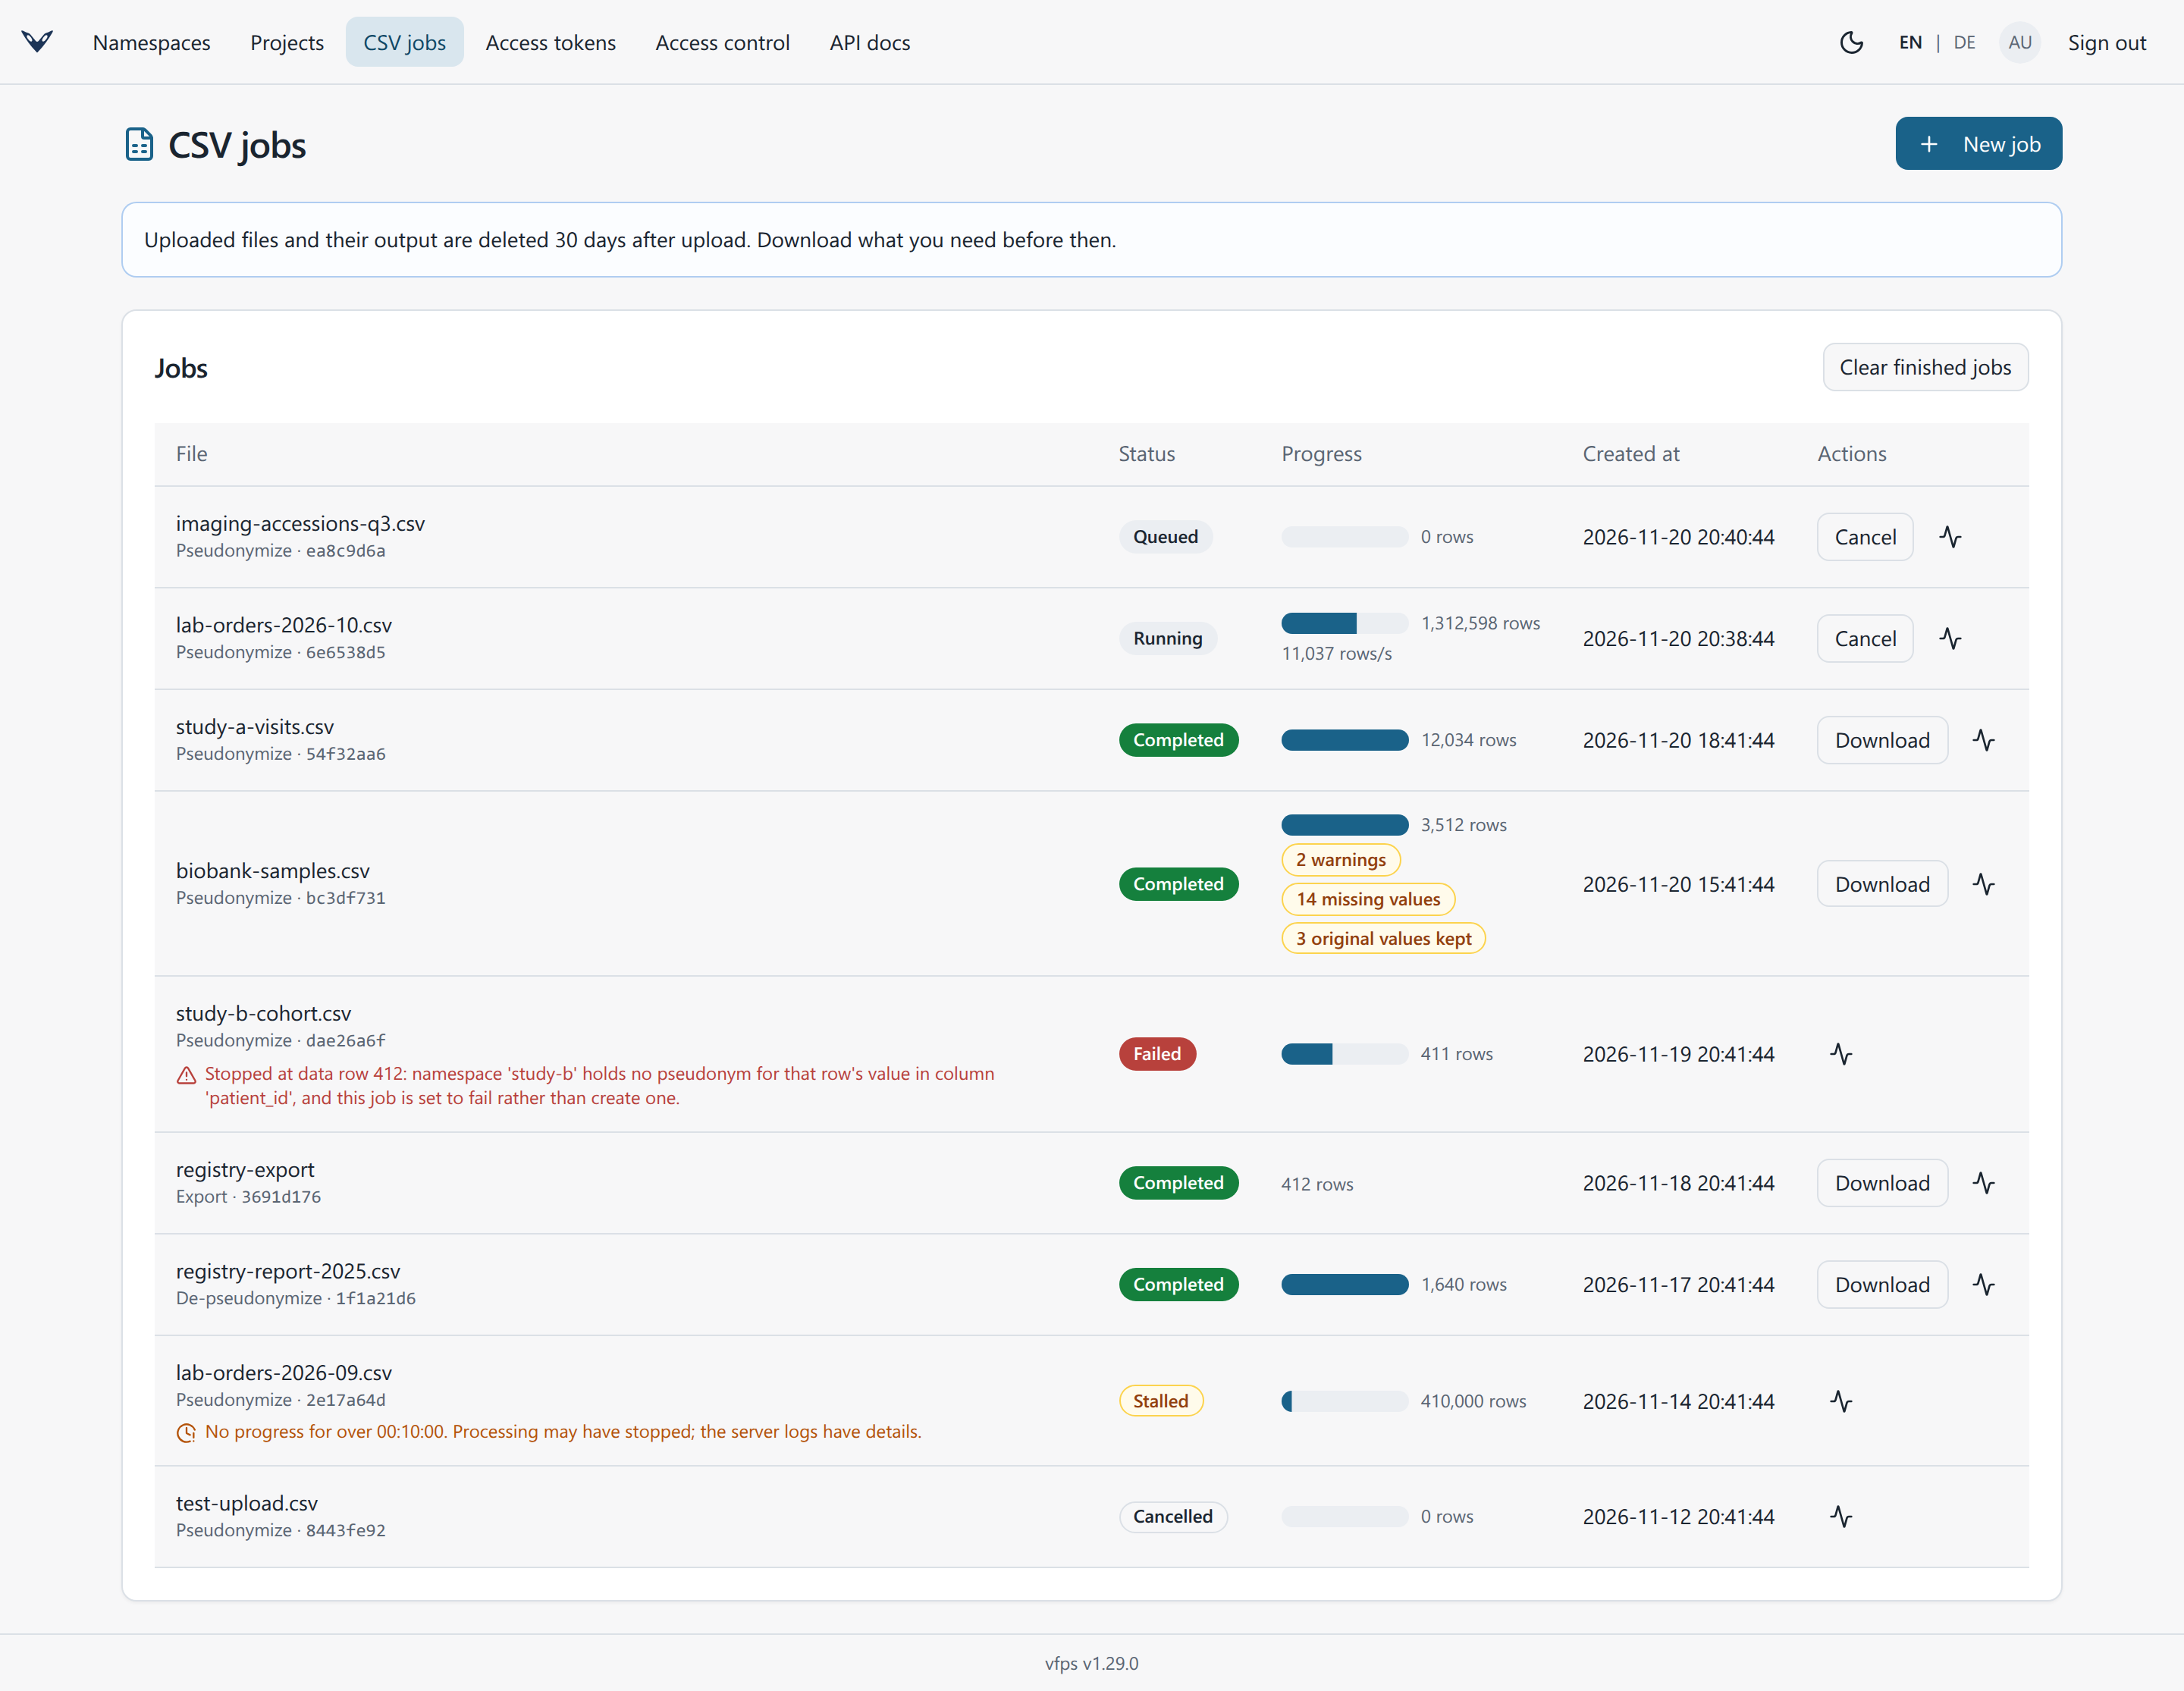 Namespaces Projects CSV jobs Access tokens Access control API docs EN | DE AU Sign out
CSV jobs
+ New job
Uploaded files and their output are deleted 30 days after upload. Download what you need before then.
Jobs
Clear finished jobs
File Status Progress Created at Actions
imaging-accessions-q3.csv
Pseudonymize · ea8c9d6a
Queued 0 rows 2026-11-20 20:40:44 Cancel
lab-orders-2026-10.csv
Pseudonymize · 6e6538d5
Running 1,312,598 rows
11,037 rows/s
2026-11-20 20:38:44 Cancel
study-a-visits.csv
Pseudonymize · 54f32aa6
Completed 12,034 rows 2026-11-20 18:41:44 Download
biobank-samples.csv
Pseudonymize · bc3df731
Completed 3,512 rows
2 warnings
14 missing values
3 original values kept
2026-11-20 15:41:44 Download
study-b-cohort.csv
Pseudonymize · dae26a6f
Stopped at data row 412: namespace 'study-b' holds no pseudonym for that row's value in column
'patient_id', and this job is set to fail rather than create one.
Failed 411 rows 2026-11-19 20:41:44
registry-export
Export · 3691d176
Completed 412 rows 2026-11-18 20:41:44 Download
registry-report-2025.csv
De-pseudonymize · 1f1a21d6
Completed 1,640 rows 2026-11-17 20:41:44 Download
lab-orders-2026-09.csv
Pseudonymize · 2e17a64d
No progress for over 00:10:00. Processing may have stopped; the server logs have details.
Stalled 410,000 rows 2026-11-14 20:41:44
test-upload.csv
Pseudonymize · 8443fe92
Cancelled 0 rows 2026-11-12 20:41:44
vfps v1.29.0